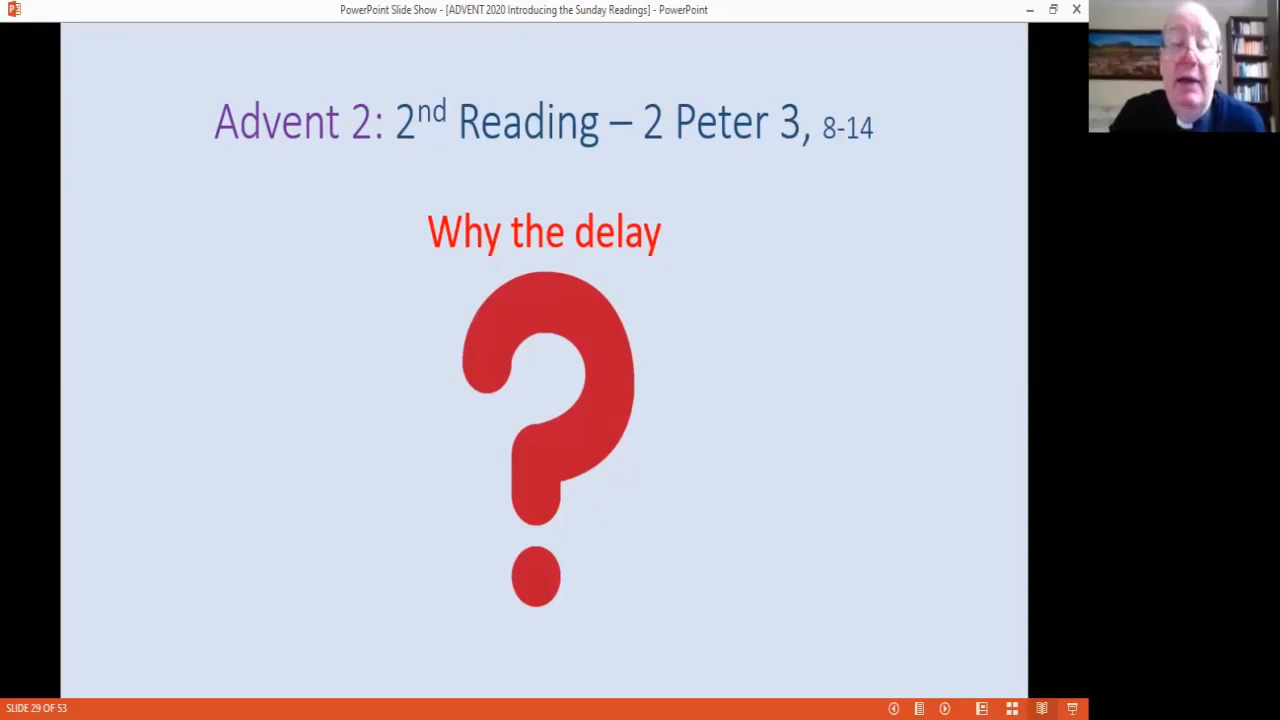 PowerPoint Slide Show - [ADVENT 2020 Introducing the Sunday Readings] - PowerPoint
Advent 2: 2nd Reading – 2 Peter 3, 8-14
Why the delay
?
SLIDE 29 OF 53